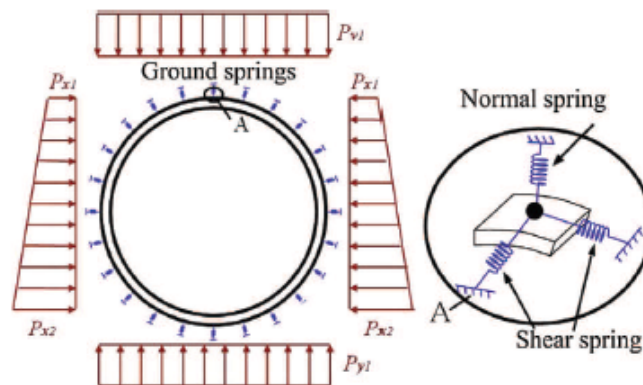 Pv1
Px1
Ground springs
Px1
A
Normal spring
Px2
Px2
A
Shear spring
Py1